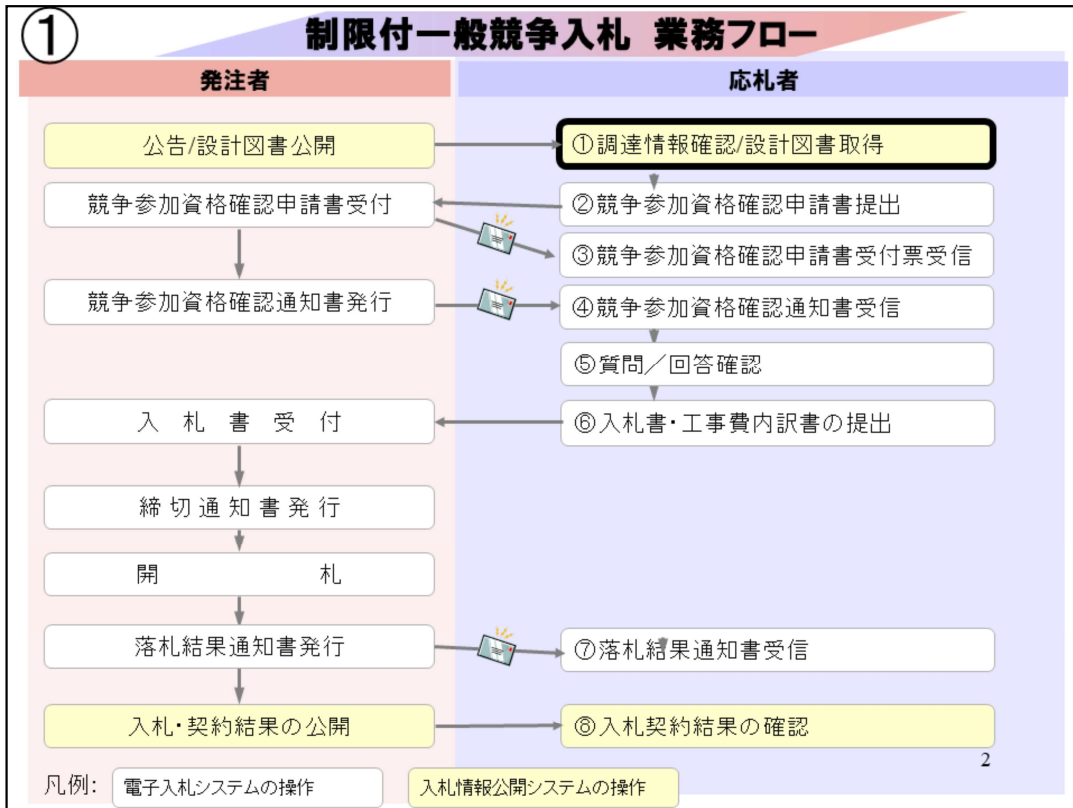 ①
制限付一般競争入札 業務フロー
発注者
応札者
公告/設計図書公開
①調達情報確認/設計図書取得
競争参加資格確認申請書受付
②競争参加資格確認申請書提出
③競争参加資格確認申請書受付票受信
競争参加資格確認通知書発行
④競争参加資格確認通知書受信
⑤質問／回答確認
入札書受付
⑥入札書・工事費内訳書の提出
締切通知書発行
開札
落札結果通知書発行
⑦落札結果通知書受信
入札・契約結果の公開
⑧入札契約結果の確認
2
凡例:
電子入札システムの操作
入札情報公開システムの操作